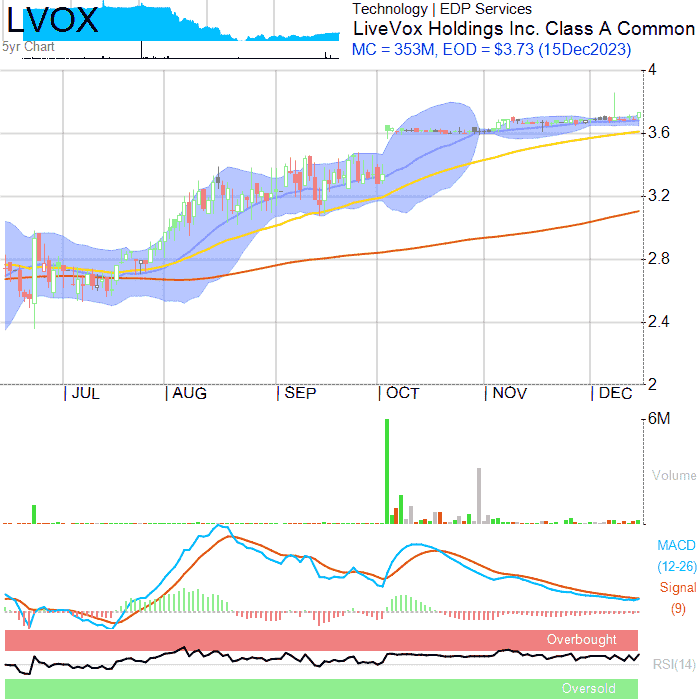 LVOX
5yr Chart
Technology | EDP Services
LiveVox Holdings Inc. Class A Common
MC = 353M, EOD = $3.73 (15Dec2023)
4
3.6
3.2
2.8
2.4
2
JUL
AUG
SEP
OCT
NOV
DEC
6M
Volume
MACD
(12-26)
Signal
(9)
Overbought
RSI(14)
Oversold